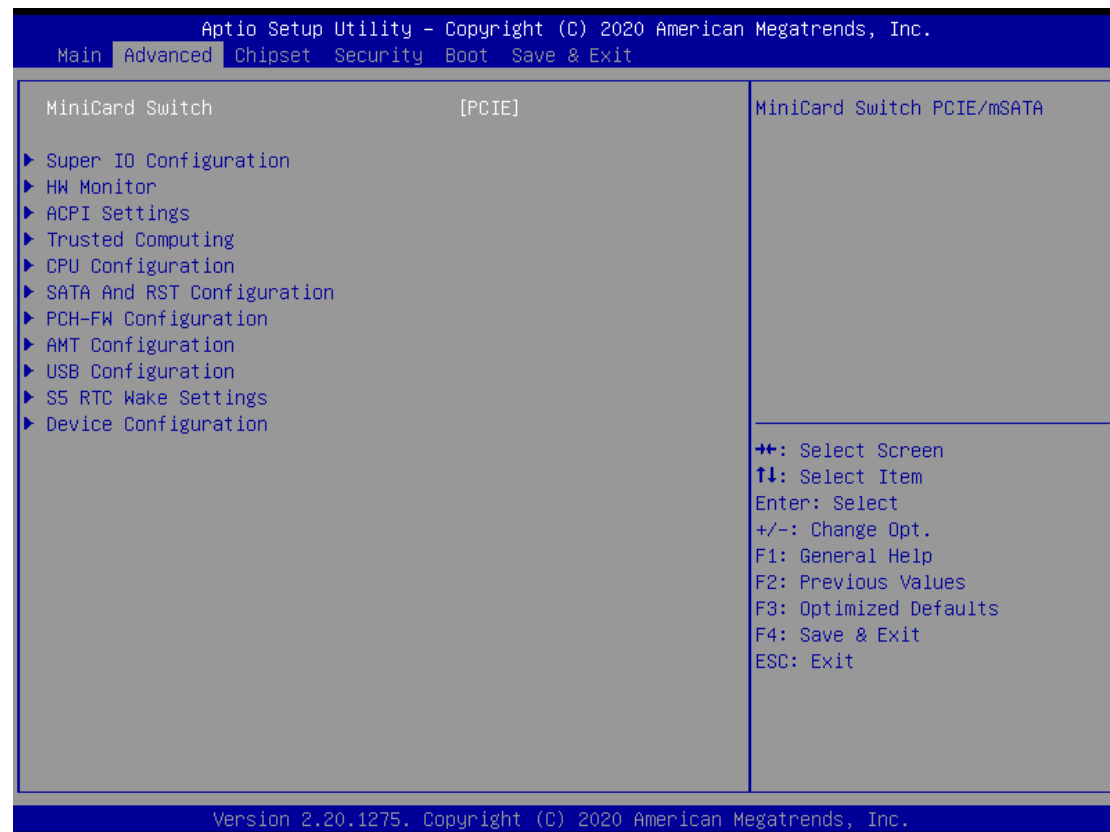 Aptio Setup Utility – Copyright (C) 2020 American Megatrends, Inc.
Main Advanced Chipset Security Boot Save & Exit
MiniCard Switch [PCIE]
▶ Super IO Configuration
▶ HW Monitor
▶ ACPI Settings
▶ Trusted Computing
▶ CPU Configuration
▶ SATA And RST Configuration
▶ PCH-FW Configuration
▶ AMT Configuration
▶ USB Configuration
▶ S5 RTC Wake Settings
▶ Device Configuration
MiniCard Switch PCIE/mSATA
→←: Select Screen
↑↓: Select Item
Enter: Select
+/-: Change Opt.
F1: General Help
F2: Previous Values
F3: Optimized Defaults
F4: Save & Exit
ESC: Exit
Version 2.20.1275. Copyright (C) 2020 American Megatrends, Inc.